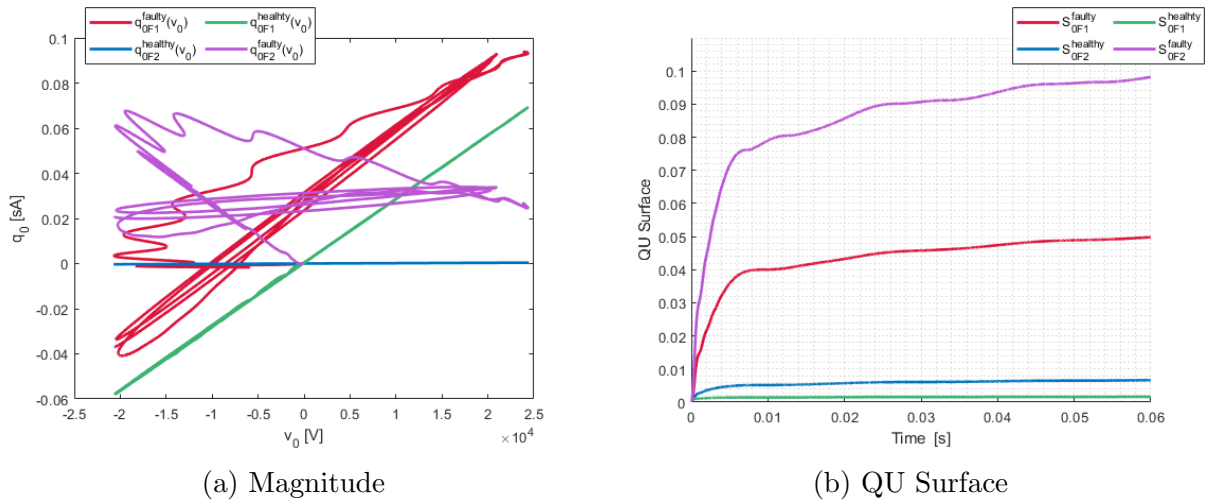 q_{0F1}^{faulty}(v_0) q_{0F1}^{healhty}(v_0)
q_{0F2}^{healthy}(v_0) q_{0F2}^{faulty}(v_0)
0.1
0.08
0.06
0.04
0.02
0
-0.02
-0.04
-0.06
q_0 [sA]
-2.5 -2 -1.5 -1 -0.5 0 0.5 1 1.5 2 2.5
× 10^4
v_0 [V]
(a) Magnitude
S_{0F1}^{faulty} S_{0F1}^{healhty}
S_{0F2}^{healthy} S_{0F2}^{faulty}
0.1
0.09
0.08
0.07
0.06
0.05
0.04
0.03
0.02
0.01
0
QU Surface
0 0.01 0.02 0.03 0.04 0.05 0.06
Time [s]
(b) QU Surface